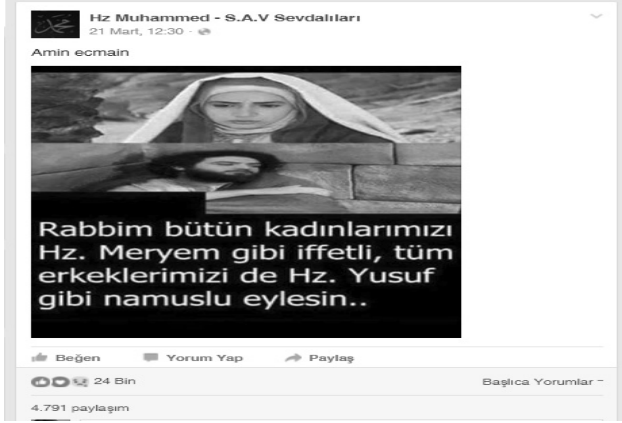 Hz Muhammed - S.A.V Sevdalıları
21 Mart, 12:30 ·
Amin ecmain
Rabbim bütün kadınlarımızı
Hz. Meryem gibi iffetli, tüm
erkeklerimizi de Hz. Yusuf
gibi namuslu eylesin..
Beğen Yorum Yap Paylaş
24 Bin Başlıca Yorumlar
4.791 paylaşım